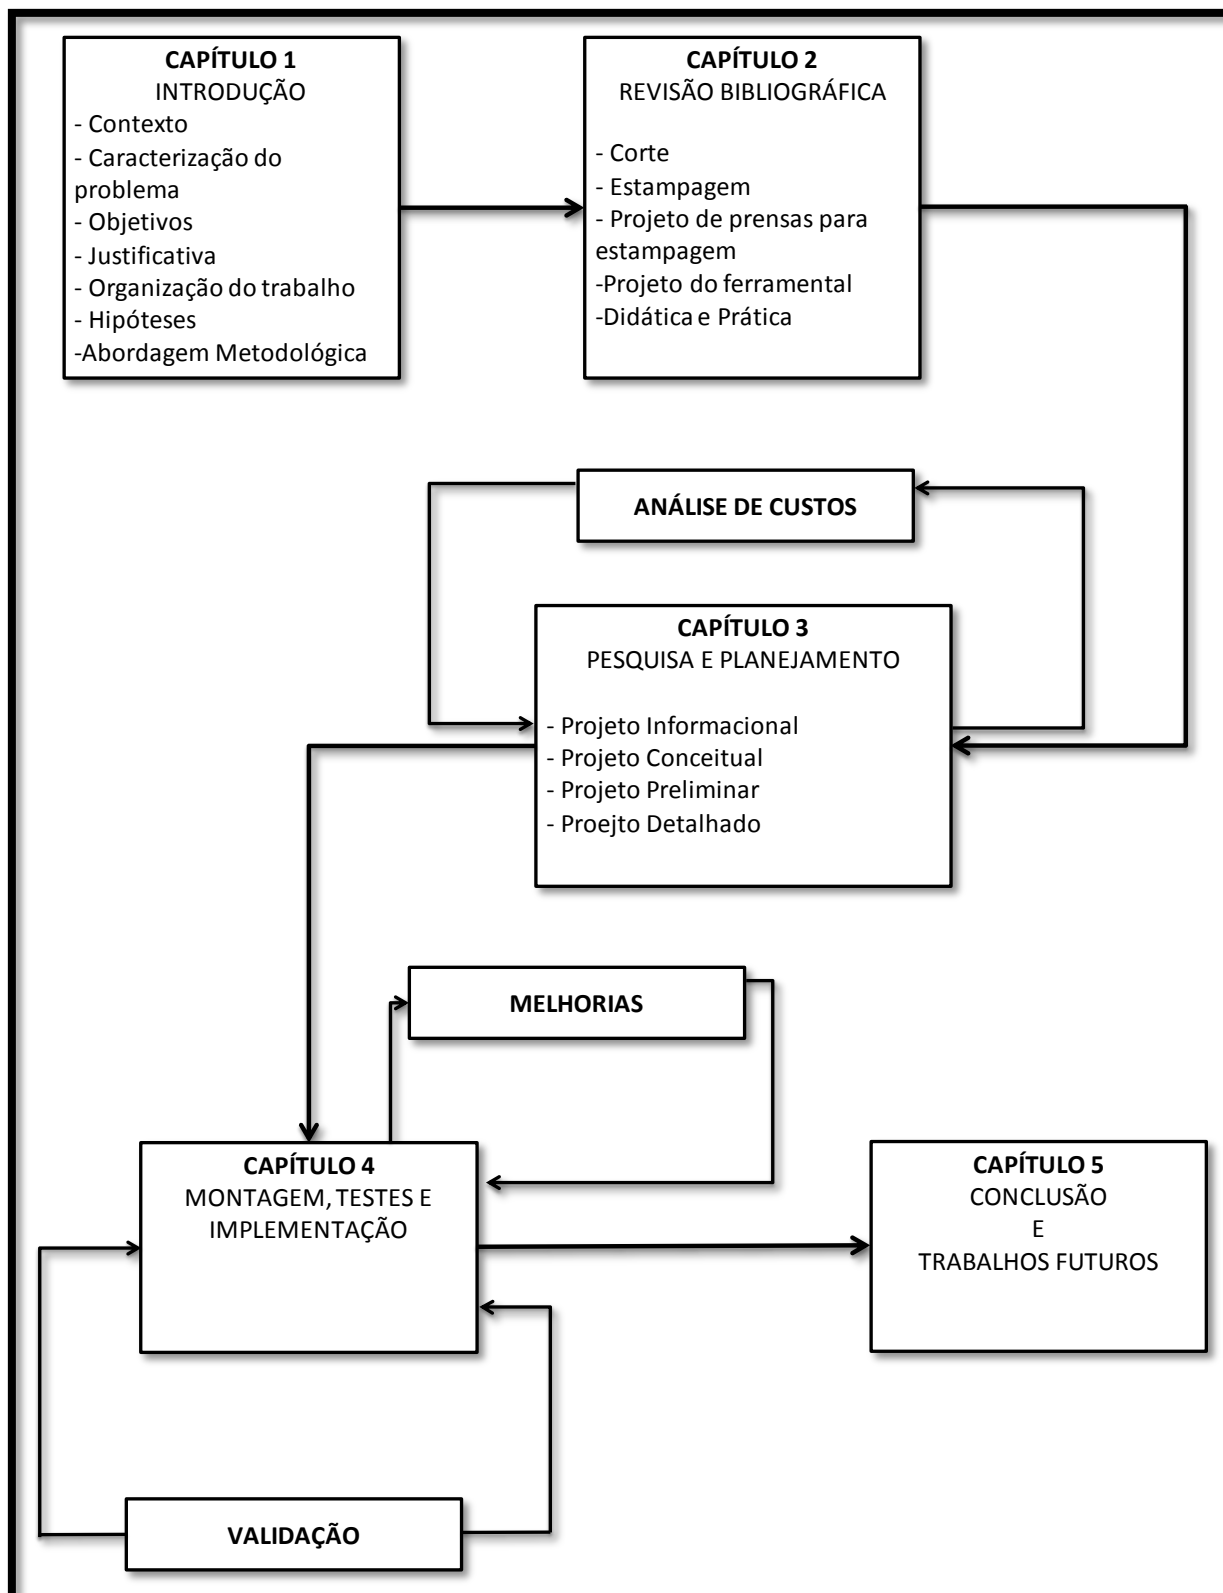 CAPÍTULO 1
INTRODUÇÃO
- Contexto
- Caracterização do
problema
- Objetivos
- Justificativa
- Organização do trabalho
- Hipóteses
-Abordagem Metodológica
CAPÍTULO 2
REVISÃO BIBLIOGRÁFICA
- Corte
- Estampagem
- Projeto de prensas para
estampagem
-Projeto do ferramental
-Didática e Prática
ANÁLISE DE CUSTOS
CAPÍTULO 3
PESQUISA E PLANEJAMENTO
- Projeto Informacional
- Projeto Conceitual
- Projeto Preliminar
- Proejto Detalhado
MELHORIAS
CAPÍTULO 4
MONTAGEM, TESTES E
IMPLEMENTAÇÃO
CAPÍTULO 5
CONCLUSÃO
E
TRABALHOS FUTUROS
VALIDAÇÃO